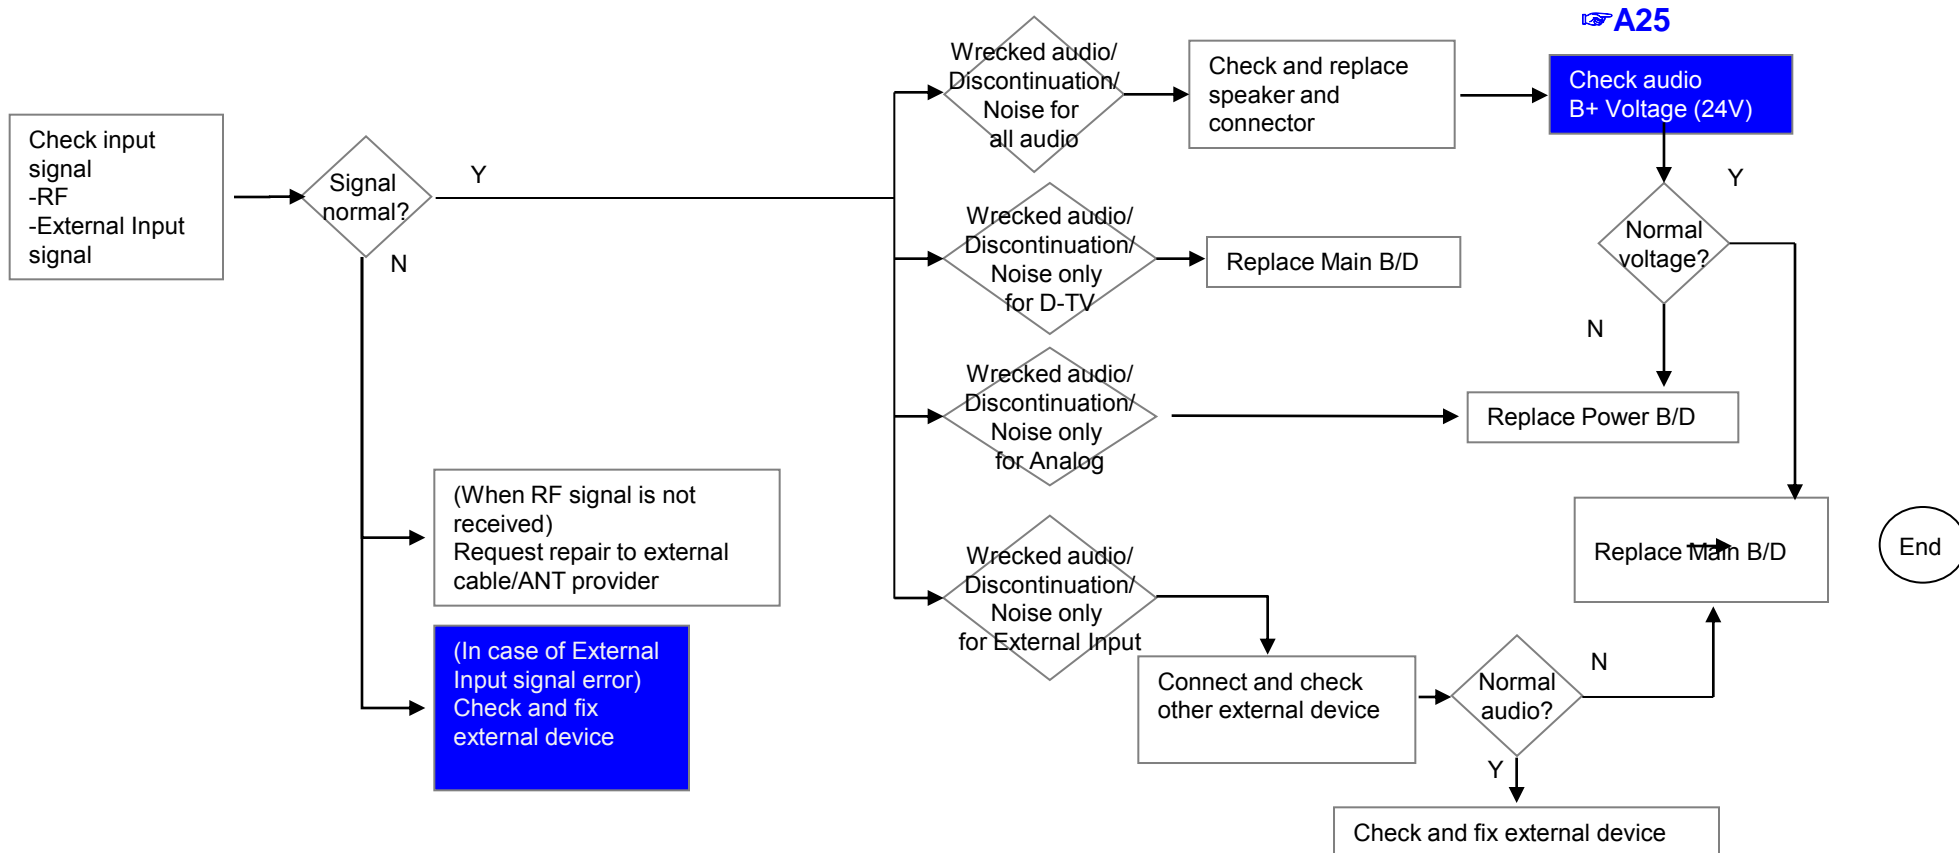 ☞A25
Check input
signal
-RF
-External Input
signal
Signal
normal?
Y
N
(When RF signal is not
received)
Request repair to external
cable/ANT provider
(In case of External
Input signal error)
Check and fix
external device
Wrecked audio/
Discontinuation/
Noise for
all audio
Check and replace
speaker and
connector
Check audio
B+ Voltage (24V)
Normal
voltage?
Y
N
Wrecked audio/
Discontinuation/
Noise only
for D-TV
Replace Main B/D
Wrecked audio/
Discontinuation/
Noise only
for Analog
Replace Power B/D
Wrecked audio/
Discontinuation/
Noise only
for External Input
Connect and check
other external device
Normal
audio?
N
Y
Replace Main B/D
End
Check and fix external device